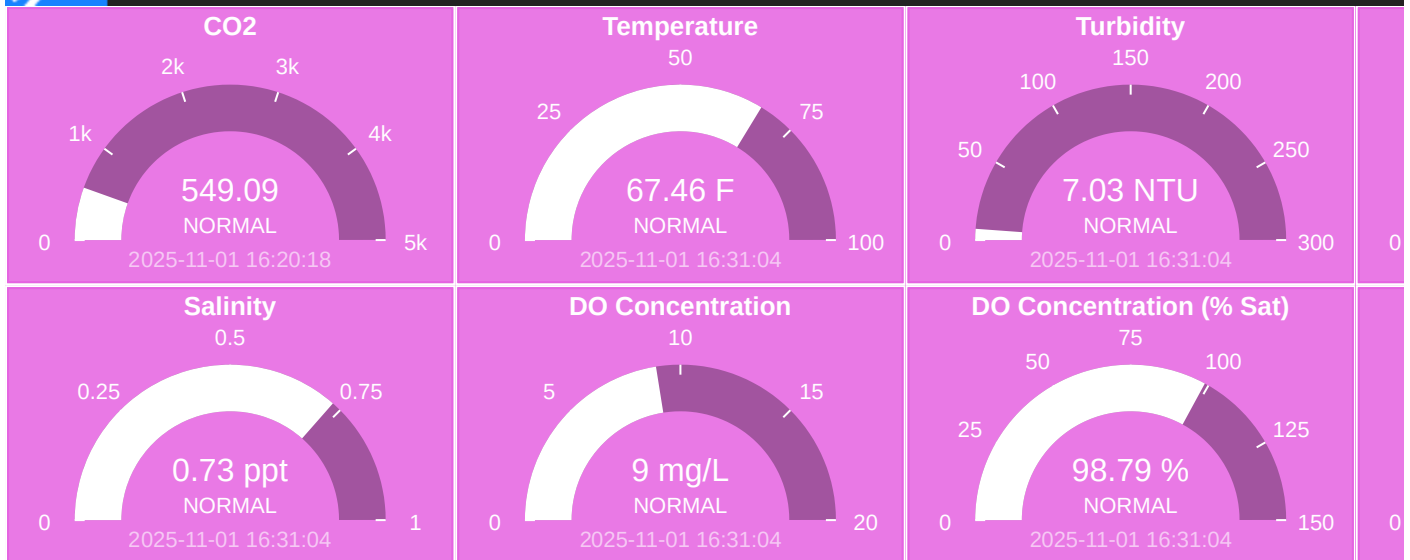 CO2
2k 3k
1k 4k
549.09
NORMAL
0 5k
2025-11-01 16:20:18
Temperature
50
25 75
67.46 F
NORMAL
0 100
2025-11-01 16:31:04
Turbidity
150
100 200
50 250
7.03 NTU
NORMAL
0 300
2025-11-01 16:31:04
0
Salinity
0.5
0.25 0.75
0.73 ppt
NORMAL
0 1
2025-11-01 16:31:04
DO Concentration
10
5 15
9 mg/L
NORMAL
0 20
2025-11-01 16:31:04
DO Concentration (% Sat)
75
50 100
25 125
98.79 %
NORMAL
0 150
2025-11-01 16:31:04
0